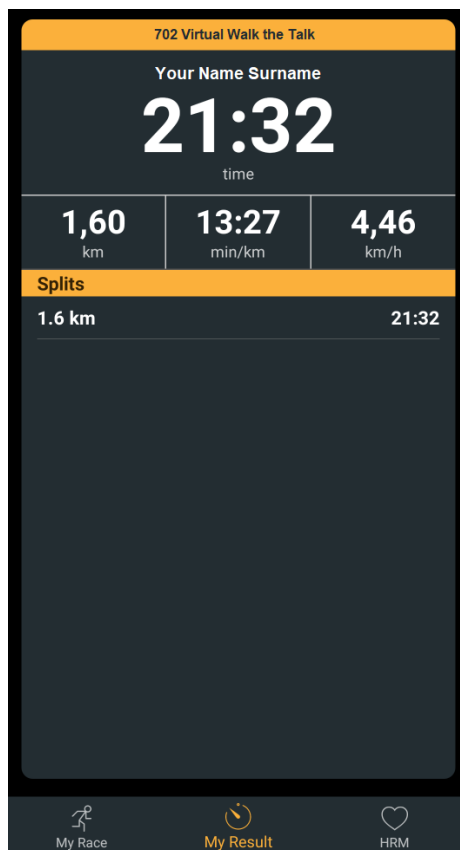 702 Virtual Walk the Talk
Your Name Surname
21:32
time
1,60 13:27 4,46
km min/km km/h
Splits
1.6 km 21:32
My Race My Result HRM